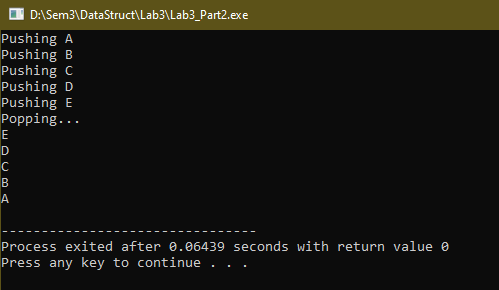 D:\Sem3\DataStruct\Lab3\Lab3_Part2.exe
Pushing A
Pushing B
Pushing C
Pushing D
Pushing E
Popping...
E
D
C
B
A
--------------------------------
Process exited after 0.06439 seconds with return value 0
Press any key to continue . . .